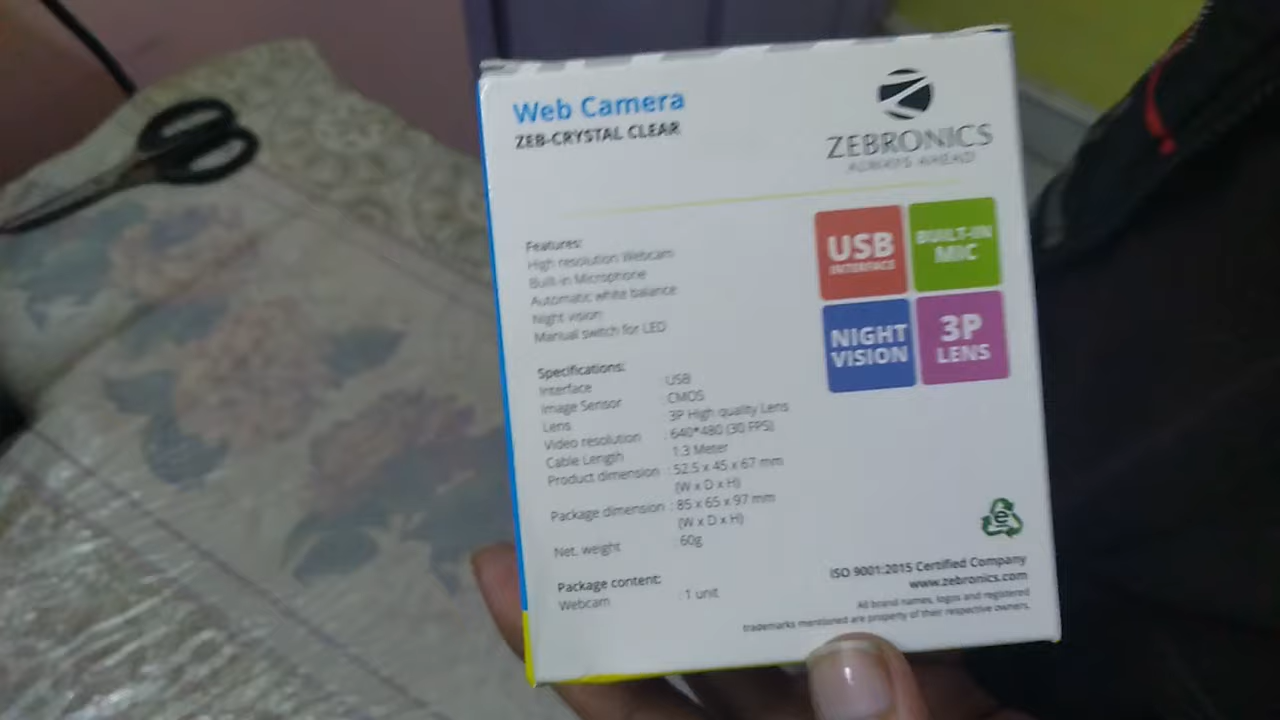 Web Camera
ZEB-CRYSTAL CLEAR
ZEBRONICS
ALWAYS AHEAD
USB
INTERFACE
BUILT-IN
MIC
NIGHT
VISION
3P
LENS
Features:
High resolution Webcam
Built-in Microphone
Automatic white balance
Night vision
Manual switch for LED
Specifications:
Interface : USB
Image Sensor : CMOS
Lens 3P High quality Lens
Video resolution : 640*480 (30 FPS)
Cable Length 1.3 Meter
Product dimension : 52.5 x 45 x 67 mm
(W x D x H)
Package dimension : 85 x 65 x 97 mm
(W x D x H)
Net. weight 60g
Package content:
Webcam : 1 unit
e
ISO 9001:2015 Certified Company
www.zebronics.com
All brand names, logos and registered
trademarks mentioned are property of their respective owners.